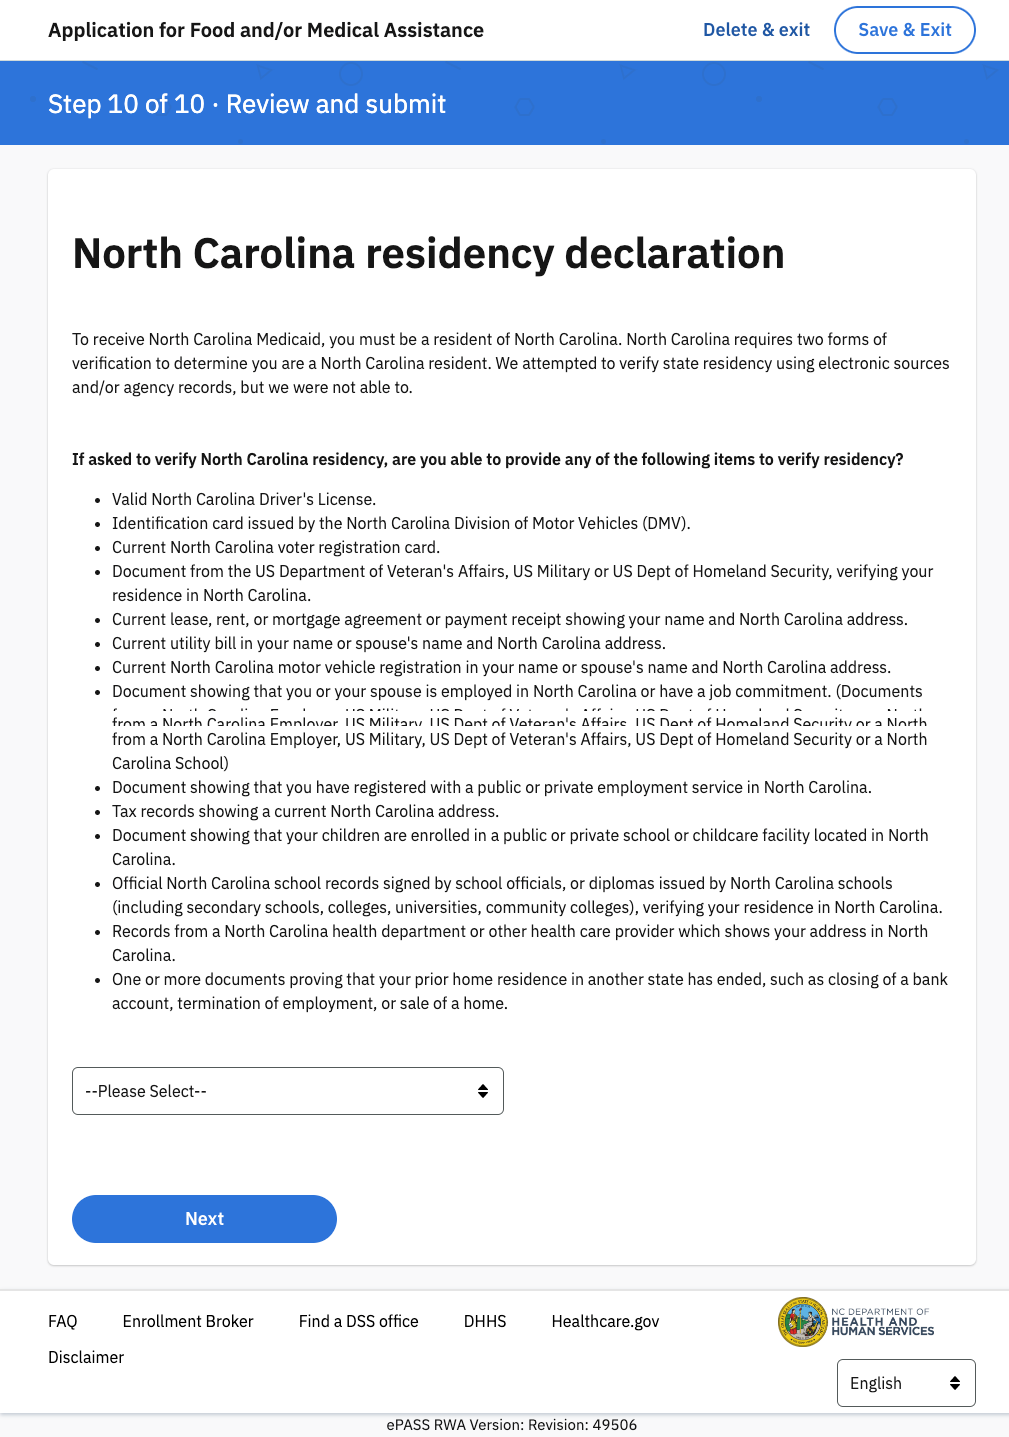 Application for Food and/or Medical Assistance
Delete & exit
Save & Exit
Step 10 of 10 · Review and submit
North Carolina residency declaration
To receive North Carolina Medicaid, you must be a resident of North Carolina. North Carolina requires two forms of
verification to determine you are a North Carolina resident. We attempted to verify state residency using electronic sources
and/or agency records, but we were not able to.
If asked to verify North Carolina residency, are you able to provide any of the following items to verify residency?
• Valid North Carolina Driver's License.
• Identification card issued by the North Carolina Division of Motor Vehicles (DMV).
• Current North Carolina voter registration card.
• Document from the US Department of Veteran's Affairs, US Military or US Dept of Homeland Security, verifying your
residence in North Carolina.
• Current lease, rent, or mortgage agreement or payment receipt showing your name and North Carolina address.
• Current utility bill in your name or spouse's name and North Carolina address.
• Current North Carolina motor vehicle registration in your name or spouse's name and North Carolina address.
• Document showing that you or your spouse is employed in North Carolina or have a job commitment. (Documents
from a North Carolina Employer, US Military, US Dept of Veteran's Affairs, US Dept of Homeland Security or a North
from a North Carolina Employer, US Military, US Dept of Veteran's Affairs, US Dept of Homeland Security or a North
Carolina School)
• Document showing that you have registered with a public or private employment service in North Carolina.
• Tax records showing a current North Carolina address.
• Document showing that your children are enrolled in a public or private school or childcare facility located in North
Carolina.
• Official North Carolina school records signed by school officials, or diplomas issued by North Carolina schools
(including secondary schools, colleges, universities, community colleges), verifying your residence in North Carolina.
• Records from a North Carolina health department or other health care provider which shows your address in North
Carolina.
• One or more documents proving that your prior home residence in another state has ended, such as closing of a bank
account, termination of employment, or sale of a home.
--Please Select--
Next
FAQ
Enrollment Broker
Find a DSS office
DHHS
Healthcare.gov
Disclaimer
NC DEPARTMENT OF
HEALTH AND
HUMAN SERVICES
English
ePASS RWA Version: Revision: 49506